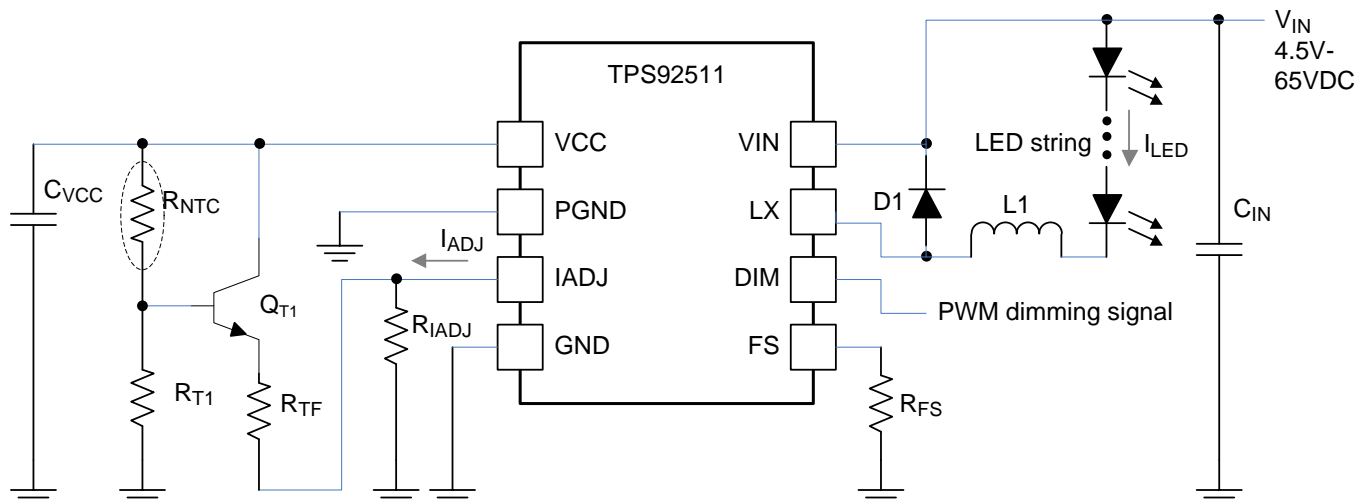 TPS92511
VIN
4.5V-
65VDC
VCC
VIN
LED string
ILED
CVCC
RNTC
PGND
LX
D1
L1
CIN
IADJ
IADJ
DIM
QT1
RIADJ
PWM dimming signal
GND
FS
RT1
RTF
RFS